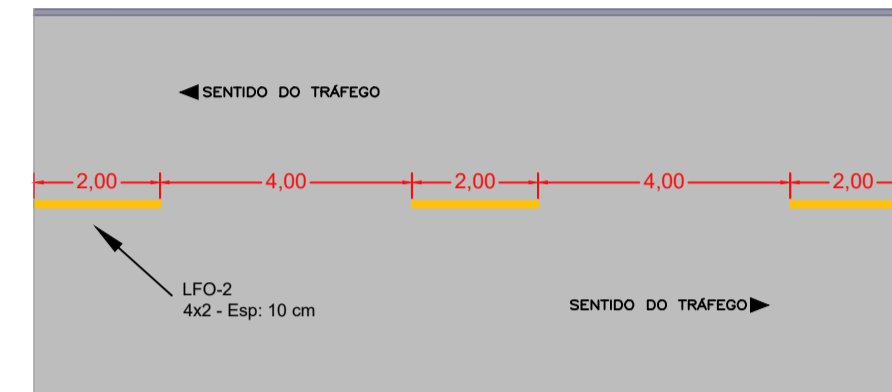 SENTIDO DO TRÁFEGO
2,00 4,00 2,00 4,00 2,00
LFO-2
4x2 - Esp: 10 cm
SENTIDO DO TRÁFEGO